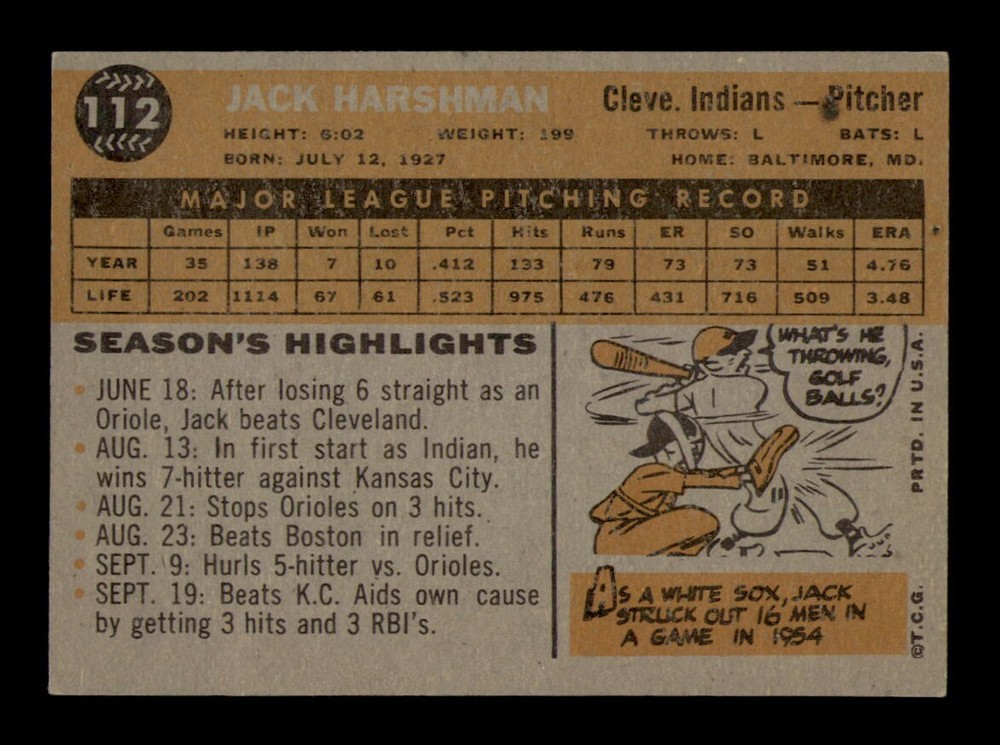 112
JACK HARSHMAN Cleve. Indians — Pitcher
HEIGHT: 6:02 WEIGHT: 199 THROWS: L BATS: L
BORN: JULY 12, 1927 HOME: BALTIMORE, MD.
MAJOR LEAGUE PITCHING RECORD
Games IP Won Lost Pct Hits Runs ER SO Walks ERA
YEAR 35 138 7 10 .412 133 79 73 73 51 4.76
LIFE 202 1114 67 61 .523 975 476 431 716 509 3.48
SEASON'S HIGHLIGHTS
• JUNE 18: After losing 6 straight as an
Oriole, Jack beats Cleveland.
• AUG. 13: In first start as Indian, he
wins 7-hitter against Kansas City.
• AUG. 21: Stops Orioles on 3 hits.
• AUG. 23: Beats Boston in relief.
• SEPT. 9: Hurls 5-hitter vs. Orioles.
• SEPT. 19: Beats K.C. Aids own cause
by getting 3 hits and 3 RBI's.
WHAT'S HE
THROWING,
GOLF
BALLS?
AS A WHITE SOX, JACK
STRUCK OUT 16 MEN IN
A GAME IN 1954
©T.C.G. PRTD. IN U.S.A.